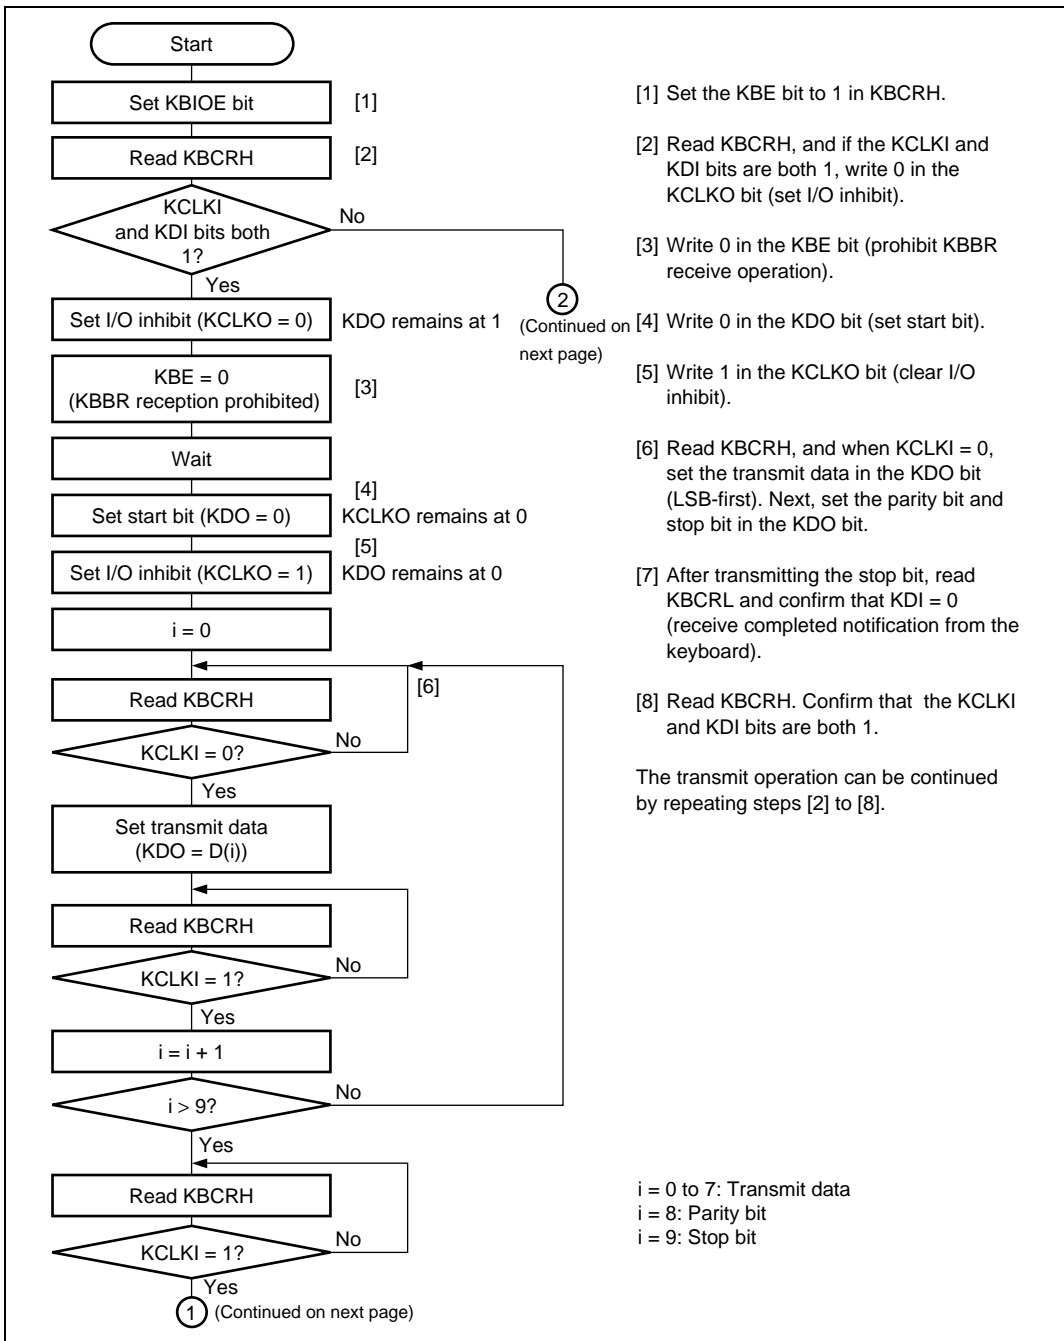 Start
Set KBIOE bit
[1]
Read KBCRH
[2]
KCLKI
and KDI bits both
1?
No
Yes
2
(Continued on
next page)
Set I/O inhibit (KCLKO = 0)
KDO remains at 1
KBE = 0
(KBBR reception prohibited)
[3]
Wait
[4]
Set start bit (KDO = 0)
KCLKO remains at 0
[5]
Set I/O inhibit (KCLKO = 1)
KDO remains at 0
i = 0
[6]
Read KBCRH
KCLKI = 0?
No
Yes
Set transmit data
(KDO = D(i))
Read KBCRH
KCLKI = 1?
No
Yes
i = i + 1
i > 9?
No
Yes
Read KBCRH
KCLKI = 1?
No
Yes
1
(Continued on next page)
[1] Set the KBE bit to 1 in KBCRH.
[2] Read KBCRH, and if the KCLKI and
KDI bits are both 1, write 0 in the
KCLKO bit (set I/O inhibit).
[3] Write 0 in the KBE bit (prohibit KBBR
receive operation).
[4] Write 0 in the KDO bit (set start bit).
[5] Write 1 in the KCLKO bit (clear I/O
inhibit).
[6] Read KBCRH, and when KCLKI = 0,
set the transmit data in the KDO bit
(LSB-first). Next, set the parity bit and
stop bit in the KDO bit.
[7] After transmitting the stop bit, read
KBCRL and confirm that KDI = 0
(receive completed notification from the
keyboard).
[8] Read KBCRH. Confirm that the KCLKI
and KDI bits are both 1.
The transmit operation can be continued
by repeating steps [2] to [8].
i = 0 to 7: Transmit data
i = 8: Parity bit
i = 9: Stop bit